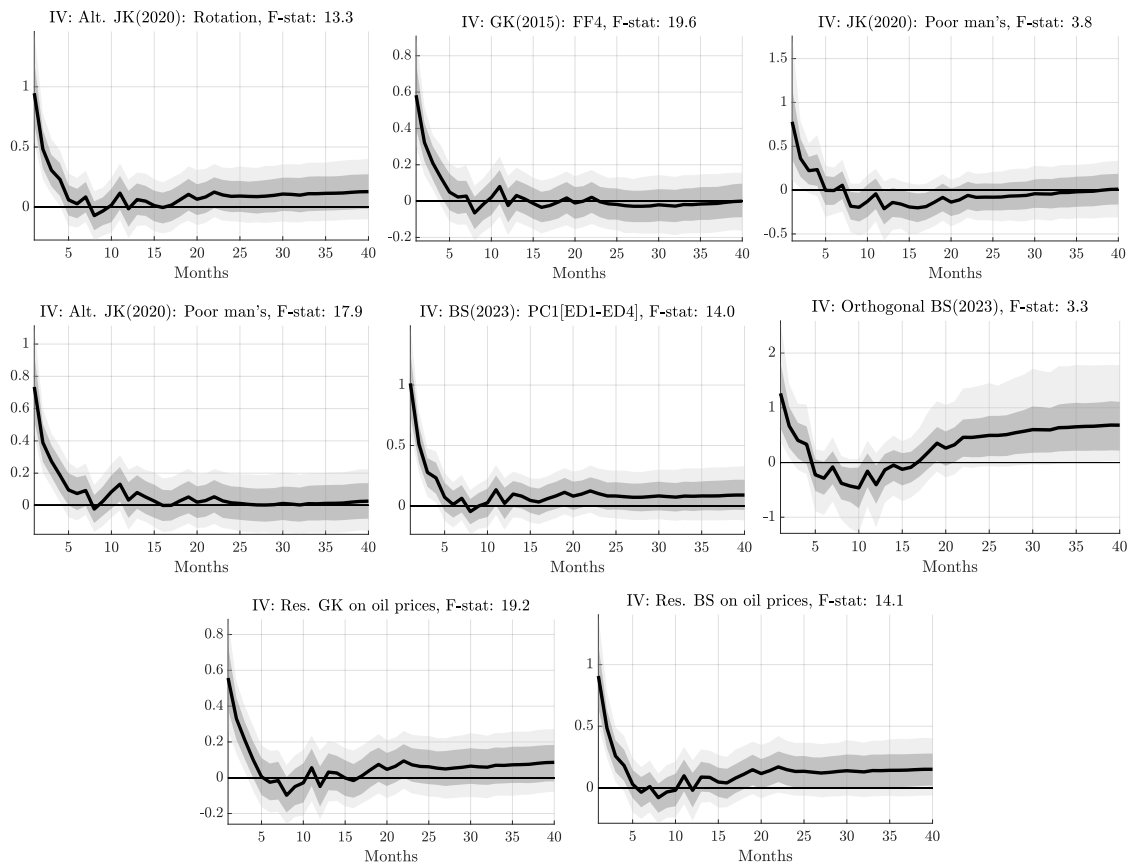 IV: Alt. JK(2020): Rotation, F-stat: 13.3
1
0.5
0
5 10 15 20 25 30 35 40
Months
IV: GK(2015): FF4, F-stat: 19.6
0.8
0.6
0.4
0.2
0
-0.2
5 10 15 20 25 30 35 40
Months
IV: JK(2020): Poor man's, F-stat: 3.8
1.5
1
0.5
0
-0.5
5 10 15 20 25 30 35 40
Months
IV: Alt. JK(2020): Poor man's, F-stat: 17.9
1
0.8
0.6
0.4
0.2
0
5 10 15 20 25 30 35 40
Months
IV: BS(2023): PC1[ED1-ED4], F-stat: 14.0
1
0.5
0
5 10 15 20 25 30 35 40
Months
IV: Orthogonal BS(2023), F-stat: 3.3
2
1
0
-1
5 10 15 20 25 30 35 40
Months
IV: Res. GK on oil prices, F-stat: 19.2
0.8
0.6
0.4
0.2
0
-0.2
5 10 15 20 25 30 35 40
Months
IV: Res. BS on oil prices, F-stat: 14.1
1
0.5
0
5 10 15 20 25 30 35 40
Months